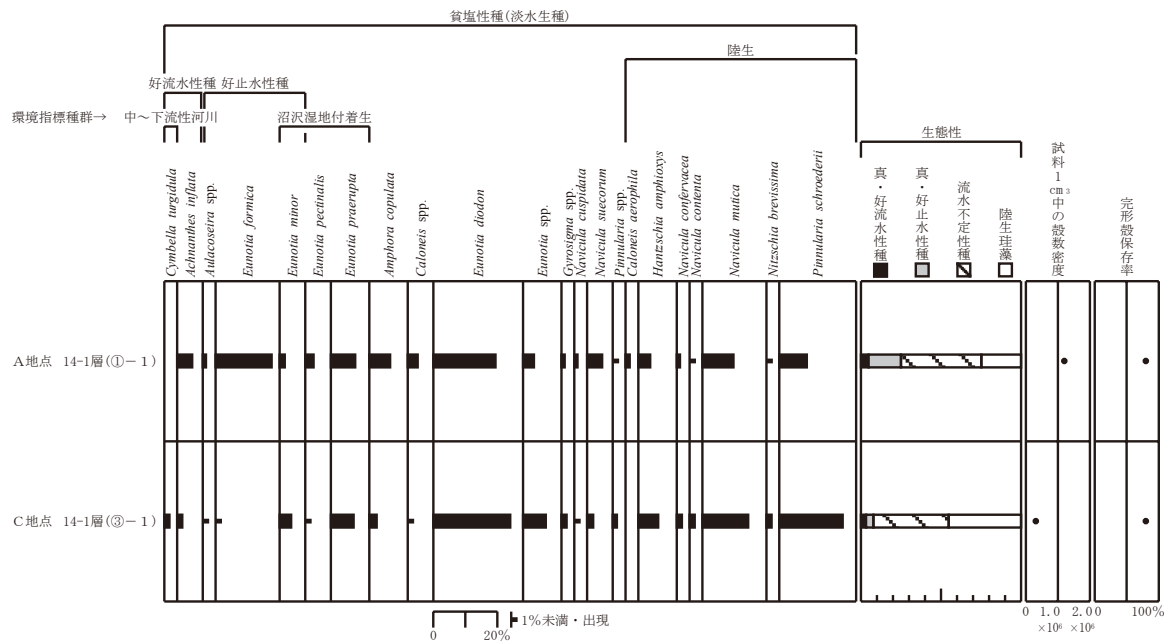 貧塩性種(淡水生種)
陸生
好流水性種 好止水性種
環境指標種群→ 中～下流性河川 沼沢湿地付着生
生態性
Cymbella turgidula
Achnanthes inflata
Aulacoseira spp.
Eunotia formica
Eunotia minor
Eunotia pectinalis
Eunotia praerupta
Amphora copulata
Caloneis spp.
Eunotia diodon
Eunotia spp.
Gyrosigma spp.
Navicula cuspidata
Navicula suecorum
Pinnularia spp.
Caloneis aerophila
Hantzschia amphioxys
Navicula confervacea
Navicula contenta
Navicula mutica
Nitzschia brevissima
Pinnularia schroederii
真・好流水性種
真・好止水性種
流水不定性種
陸生珪藻
試料1cm3中の殻数密度
完形殻保存率
A地点 14-1層(①－1)
C地点 14-1層(③－1)
0 20%
1%未満・出現
0 1.0 2.0
×10⁶ ×10⁶
0 100%